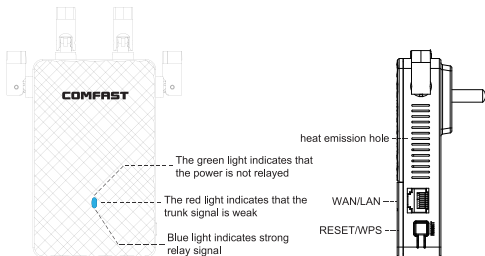 COMFAST
The green light indicates that
the power is not relayed
The red light indicates that the
trunk signal is weak
Blue light indicates strong
relay signal
heat emission hole
WAN/LAN
RESET/WPS